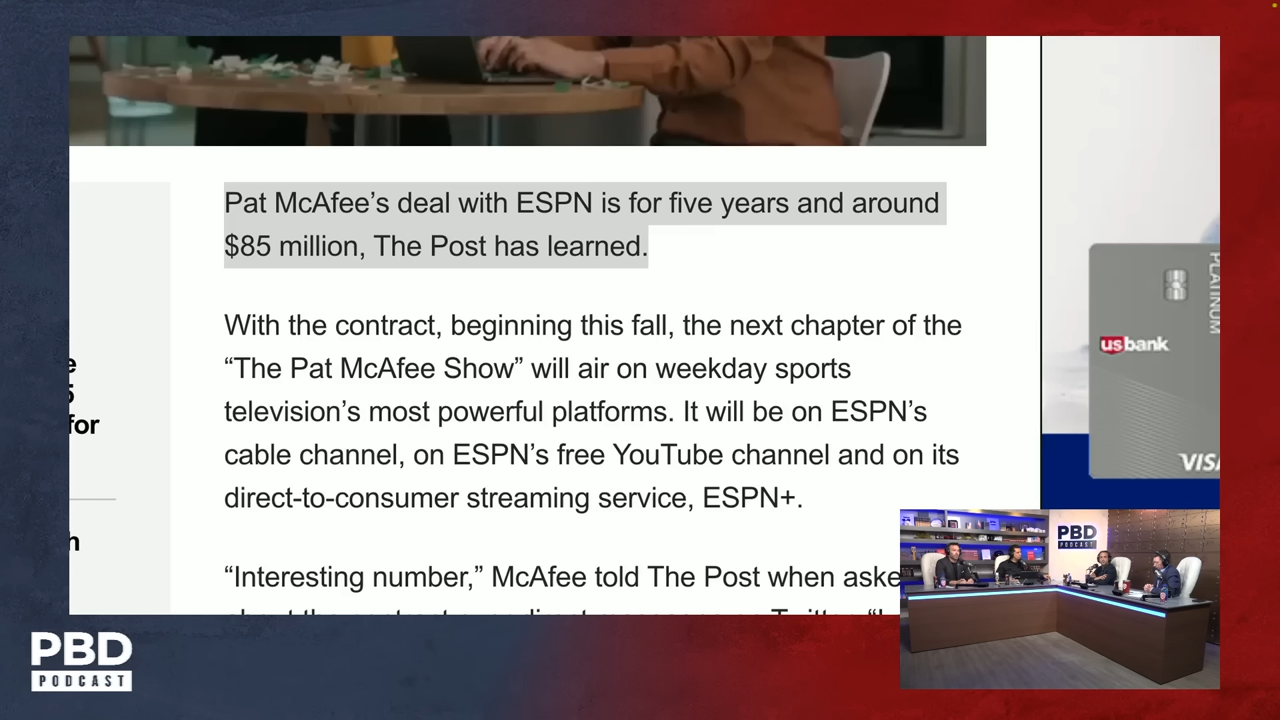 Pat McAfee’s deal with ESPN is for five years and around
$85 million, The Post has learned.
With the contract, beginning this fall, the next chapter of the
“The Pat McAfee Show” will air on weekday sports
television’s most powerful platforms. It will be on ESPN’s
cable channel, on ESPN’s free YouTube channel and on its
direct-to-consumer streaming service, ESPN+.
“Interesting number,” McAfee told The Post when aske
for
PLATINUM
usbank
VISA
PBD
PODCAST
PBD
PODCAST